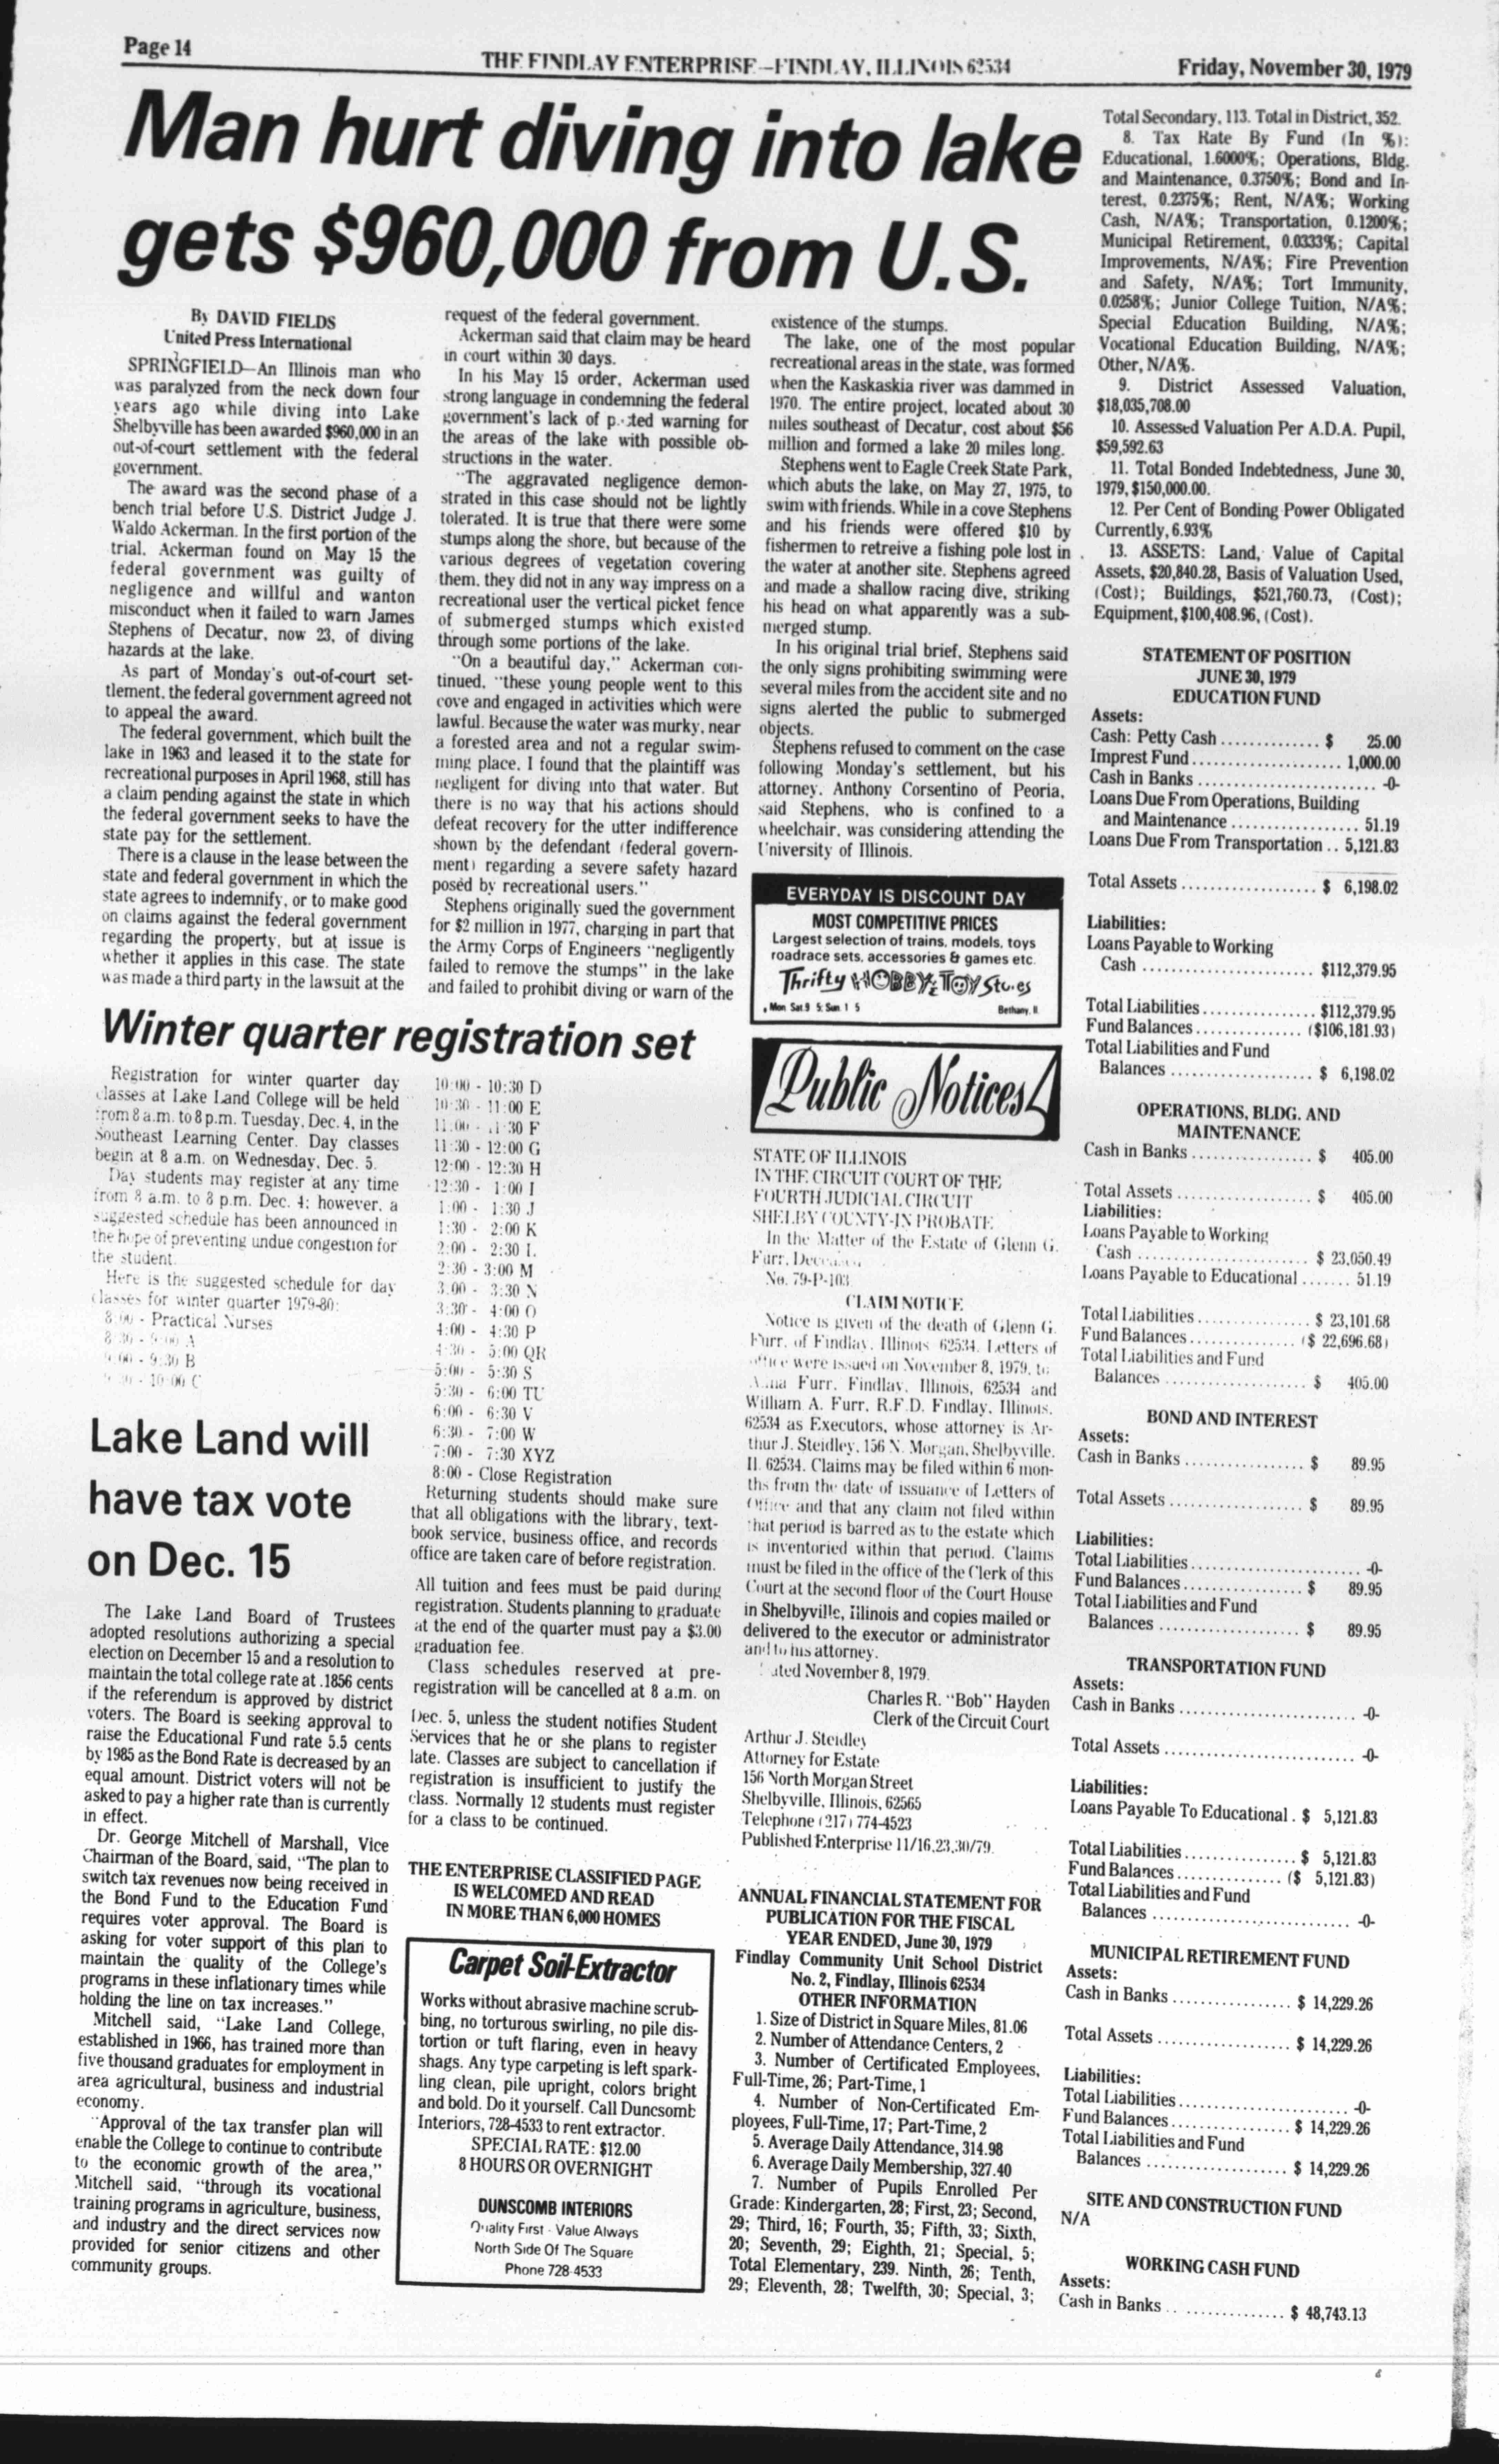 Page 14
THE FINDLAY ENTERPRISE—FINDLAY, ILLINOIS 62534
Friday, November 30, 1979
Man hurt diving into lake
gets $960,000 from U.S.
By DAVID FIELDS
United Press International
SPRINGFIELD—An Illinois man who
was paralyzed from the neck down four
years ago while diving into Lake
Shelbyville has been awarded $960,000 in an
out-of-court settlement with the federal
government.
The award was the second phase of a
bench trial before U.S. District Judge J.
Waldo Ackerman. In the first portion of the
trial, Ackerman found on May 15 the
federal government was guilty of
negligence and willful and wanton
misconduct when it failed to warn James
Stephens of Decatur, now 23, of diving
hazards at the lake.
As part of Monday's out-of-court set-
tlement, the federal government agreed not
to appeal the award.
The federal government, which built the
lake in 1963 and leased it to the state for
recreational purposes in April 1968, still has
a claim pending against the state in which
the federal government seeks to have the
state pay for the settlement.
There is a clause in the lease between the
state and federal government in which the
state agrees to indemnify, or to make good
on claims against the federal government
regarding the property, but at issue is
whether it applies in this case. The state
was made a third party in the lawsuit at the
request of the federal government.
Ackerman said that claim may be heard
in court within 30 days.
In his May 15 order, Ackerman used
strong language in condemning the federal
government's lack of p..ted warning for
the areas of the lake with possible ob-
structions in the water.
"The aggravated negligence demon-
strated in this case should not be lightly
tolerated. It is true that there were some
stumps along the shore, but because of the
various degrees of vegetation covering
them, they did not in any way impress on a
recreational user the vertical picket fence
of submerged stumps which existed
through some portions of the lake.
"On a beautiful day," Ackerman con-
tinued, "these young people went to this
cove and engaged in activities which were
lawful. Because the water was murky, near
a forested area and not a regular swim-
ming place, I found that the plaintiff was
negligent for diving into that water. But
there is no way that his actions should
defeat recovery for the utter indifference
shown by the defendant (federal govern-
ment) regarding a severe safety hazard
posed by recreational users."
Stephens originally sued the government
for $2 million in 1977, charging in part that
the Army Corps of Engineers "negligently
failed to remove the stumps" in the lake
and failed to prohibit diving or warn of the
existence of the stumps.
The lake, one of the most popular
recreational areas in the state, was formed
when the Kaskaskia river was dammed in
1970. The entire project, located about 30
miles southeast of Decatur, cost about $56
million and formed a lake 20 miles long.
Stephens went to Eagle Creek State Park,
which abuts the lake, on May 27, 1975, to
swim with friends. While in a cove Stephens
and his friends were offered $10 by
fishermen to retreive a fishing pole lost in
the water at another site. Stephens agreed
and made a shallow racing dive, striking
his head on what apparently was a sub-
merged stump.
In his original trial brief, Stephens said
the only signs prohibiting swimming were
several miles from the accident site and no
signs alerted the public to submerged
objects.
Stephens refused to comment on the case
following Monday's settlement, but his
attorney, Anthony Corsentino of Peoria,
said Stephens, who is confined to a
wheelchair, was considering attending the
University of Illinois.
EVERYDAY IS DISCOUNT DAY
MOST COMPETITIVE PRICES
Largest selection of trains, models, toys
roadrace sets, accessories & games etc.
Thrifty HOBBY & TOY Stores
Mon Sat 9 5; Sun. 1 5 Bethany, Il
Winter quarter registration set
Registration for winter quarter day
classes at Lake Land College will be held
from 8 a.m. to 8 p.m. Tuesday, Dec. 4, in the
Southeast Learning Center. Day classes
begin at 8 a.m. on Wednesday, Dec. 5.
Day students may register at any time
from 8 a.m. to 8 p.m. Dec. 4; however, a
suggested schedule has been announced in
the hope of preventing undue congestion for
the student.
Here is the suggested schedule for day
classes for winter quarter 1979-80:
8:00 - Practical Nurses
8:30 - 9:00 A
9:00 - 9:30 B
9:30 - 10:00 C
10:00 - 10:30 D
10:30 - 11:00 E
11:00 - 11:30 F
11:30 - 12:00 G
12:00 - 12:30 H
12:30 - 1:00 I
1:00 - 1:30 J
1:30 - 2:00 K
2:00 - 2:30 L
2:30 - 3:00 M
3:00 - 3:30 N
3:30 - 4:00 O
4:00 - 4:30 P
4:30 - 5:00 QR
5:00 - 5:30 S
5:30 - 6:00 TU
6:00 - 6:30 V
6:30 - 7:00 W
7:00 - 7:30 XYZ
8:00 - Close Registration
Returning students should make sure
that all obligations with the library, text-
book service, business office, and records
office are taken care of before registration.
All tuition and fees must be paid during
registration. Students planning to graduate
at the end of the quarter must pay a $3.00
graduation fee.
Class schedules reserved at pre-
registration will be cancelled at 8 a.m. on
Dec. 5, unless the student notifies Student
Services that he or she plans to register
late. Classes are subject to cancellation if
registration is insufficient to justify the
class. Normally 12 students must register
for a class to be continued.
THE ENTERPRISE CLASSIFIED PAGE
IS WELCOMED AND READ
IN MORE THAN 6,000 HOMES
Carpet Soil-Extractor
Works without abrasive machine scrub-
bing, no torturous swirling, no pile dis-
tortion or tuft flaring, even in heavy
shags. Any type carpeting is left spark-
ling clean, pile upright, colors bright
and bold. Do it yourself. Call Duncsomb
Interiors, 728-4533 to rent extractor.
SPECIAL RATE: $12.00
8 HOURS OR OVERNIGHT
DUNSCOMB INTERIORS
Quality First - Value Always
North Side Of The Square
Phone 728-4533
Lake Land will
have tax vote
on Dec. 15
The Lake Land Board of Trustees
adopted resolutions authorizing a special
election on December 15 and a resolution to
maintain the total college rate at .1856 cents
if the referendum is approved by district
voters. The Board is seeking approval to
raise the Educational Fund rate 5.5 cents
by 1985 as the Bond Rate is decreased by an
equal amount. District voters will not be
asked to pay a higher rate than is currently
in effect.
Dr. George Mitchell of Marshall, Vice
Chairman of the Board, said, "The plan to
switch tax revenues now being received in
the Bond Fund to the Education Fund
requires voter approval. The Board is
asking for voter support of this plan to
maintain the quality of the College's
programs in these inflationary times while
holding the line on tax increases."
Mitchell said, "Lake Land College,
established in 1966, has trained more than
five thousand graduates for employment in
area agricultural, business and industrial
economy.
"Approval of the tax transfer plan will
enable the College to continue to contribute
to the economic growth of the area,"
Mitchell said, "through its vocational
training programs in agriculture, business,
and industry and the direct services now
provided for senior citizens and other
community groups.
Public Notices
STATE OF ILLINOIS
IN THE CIRCUIT COURT OF THE
FOURTH JUDICIAL CIRCUIT
SHELBY COUNTY-IN PROBATE
In the Matter of the Estate of Glenn G.
Furr, Deceased
No. 79-P-103
CLAIM NOTICE
Notice is given of the death of Glenn G.
Furr, of Findlay, Illinois 62534. Letters of
office were issued on November 8, 1979, to
Furr, Findlay, Illinois, 62534 and
William A. Furr, R.F.D. Findlay, Illinois,
62534 as Executors, whose attorney is Ar-
thur J. Steidley, 156 N. Morgan, Shelbyville,
Il. 62534. Claims may be filed within 6 mon-
ths from the date of issuance of Letters of
Office and that any claim not filed within
that period is barred as to the estate which
is inventoried within that period. Claims
must be filed in the office of the Clerk of this
Court at the second floor of the Court House
in Shelbyville, Illinois and copies mailed or
delivered to the executor or administrator
and to his attorney.
Dated November 8, 1979.
Charles R. "Bob" Hayden
Clerk of the Circuit Court
Arthur J. Steidley
Attorney for Estate
156 North Morgan Street
Shelbyville, Illinois, 62565
Telephone (217) 774-4523
Published Enterprise 11/16,23,30/79.
ANNUAL FINANCIAL STATEMENT FOR
PUBLICATION FOR THE FISCAL
YEAR ENDED, June 30, 1979
Findlay Community Unit School District
No. 2, Findlay, Illinois 62534
OTHER INFORMATION
1. Size of District in Square Miles, 81.06
2. Number of Attendance Centers, 2
3. Number of Certificated Employees,
Full-Time, 26; Part-Time, 1
4. Number of Non-Certificated Em-
ployees, Full-Time, 17; Part-Time, 2
5. Average Daily Attendance, 314.98
6. Average Daily Membership, 327.40
7. Number of Pupils Enrolled Per
Grade: Kindergarten, 28; First, 23; Second,
29; Third, 16; Fourth, 35; Fifth, 33; Sixth,
20; Seventh, 29; Eighth, 21; Special, 5;
Total Elementary, 239. Ninth, 26; Tenth,
29; Eleventh, 28; Twelfth, 30; Special, 3;
Total Secondary, 113. Total in District, 352.
8. Tax Rate By Fund (In %):
Educational, 1.6000%; Operations, Bldg.
and Maintenance, 0.3750%; Bond and In-
terest, 0.2375%; Rent, N/A%; Working
Cash, N/A%; Transportation, 0.1200%;
Municipal Retirement, 0.0333%; Capital
Improvements, N/A%; Fire Prevention
and Safety, N/A%; Tort Immunity,
0.0258%; Junior College Tuition, N/A%;
Special Education Building, N/A%;
Vocational Education Building, N/A%;
Other, N/A%.
9. District Assessed Valuation,
$18,035,708.00
10. Assessed Valuation Per A.D.A. Pupil,
$59,592.63
11. Total Bonded Indebtedness, June 30,
1979, $150,000.00.
12. Per Cent of Bonding Power Obligated
Currently, 6.93%
13. ASSETS: Land, Value of Capital
Assets, $20,840.28, Basis of Valuation Used,
(Cost); Buildings, $521,760.73, (Cost);
Equipment, $100,408.96, (Cost).
STATEMENT OF POSITION
JUNE 30, 1979
EDUCATION FUND
Assets:
Cash: Petty Cash .............. $ 25.00
Imprest Fund ..................... 1,000.00
Cash in Banks ......................... -0-
Loans Due From Operations, Building
and Maintenance .................. 51.19
Loans Due From Transportation .. 5,121.83
Total Assets ................... $ 6,198.02
Liabilities:
Loans Payable to Working
Cash ........................ $112,379.95
Total Liabilities ................ $112,379.95
Fund Balances ............... ($106,181.93)
Total Liabilities and Fund
Balances .................... $ 6,198.02
OPERATIONS, BLDG. AND
MAINTENANCE
Cash in Banks ................. $ 405.00
Total Assets ................... $ 405.00
Liabilities:
Loans Payable to Working
Cash ........................ $ 23,050.49
Loans Payable to Educational ....... 51.19
Total Liabilities ................ $ 23,101.68
Fund Balances ............... ($ 22,696.68)
Total Liabilities and Fund
Balances .................... $ 405.00
BOND AND INTEREST
Assets:
Cash in Banks ................. $ 89.95
Total Assets ................... $ 89.95
Liabilities:
Total Liabilities ........................ -0-
Fund Balances ................. $ 89.95
Total Liabilities and Fund
Balances .................... $ 89.95
TRANSPORTATION FUND
Assets:
Cash in Banks ......................... -0-
Total Assets ........................... -0-
Liabilities:
Loans Payable To Educational . $ 5,121.83
Total Liabilities ................ $ 5,121.83
Fund Balances ............... ($ 5,121.83)
Total Liabilities and Fund
Balances ............................ -0-
MUNICIPAL RETIREMENT FUND
Assets:
Cash in Banks ................. $ 14,229.26
Total Assets ................... $ 14,229.26
Liabilities:
Total Liabilities ........................ -0-
Fund Balances ................. $ 14,229.26
Total Liabilities and Fund
Balances .................... $ 14,229.26
SITE AND CONSTRUCTION FUND
N/A
WORKING CASH FUND
Assets:
Cash in Banks ................. $ 48,743.13